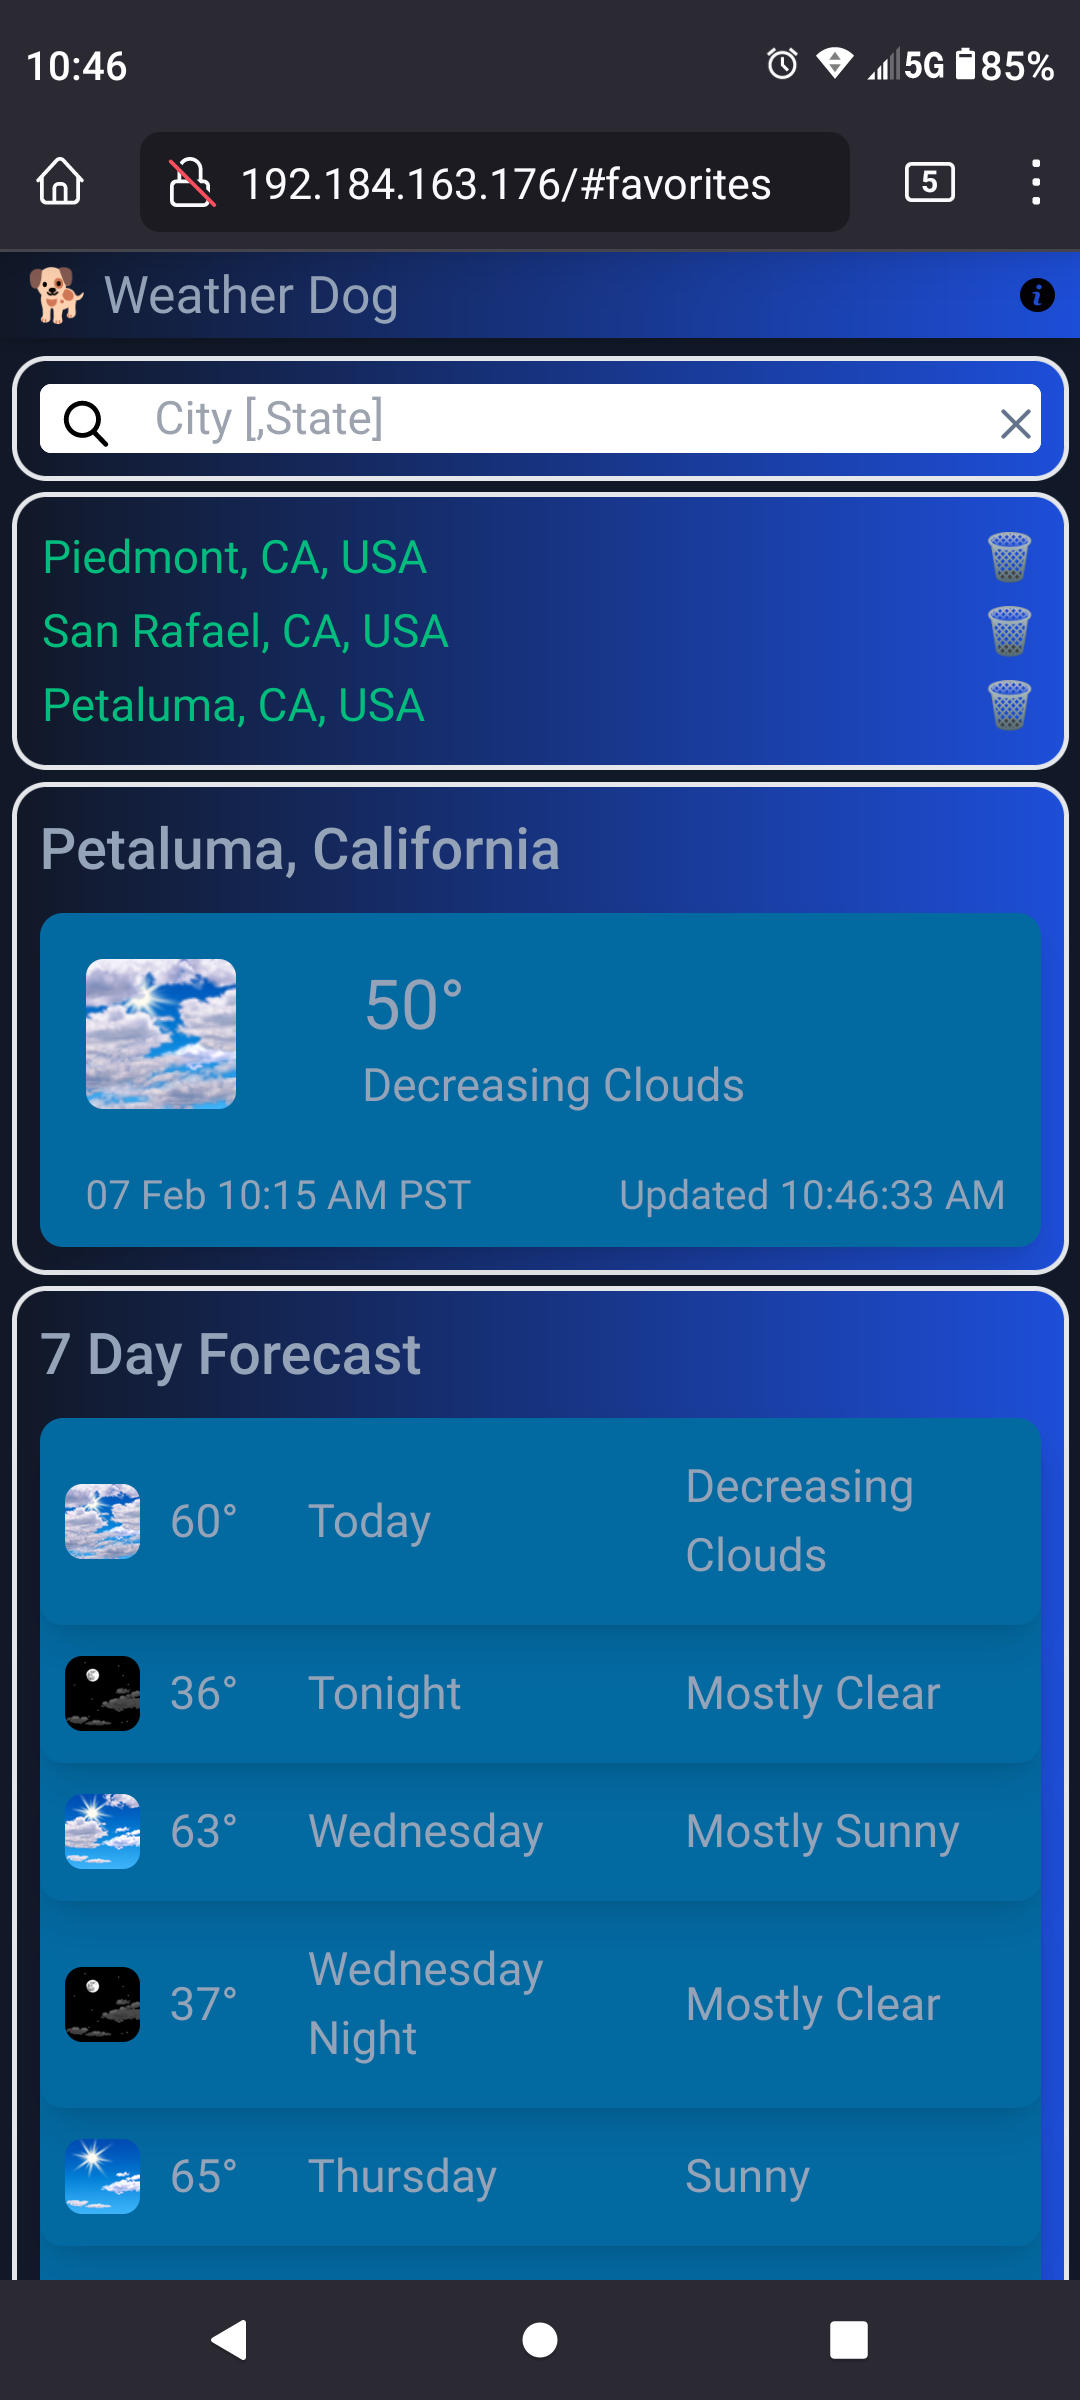 10:46
5G 85%
192.184.163.176/#favorites
5
Weather Dog
i
City [,State]
Piedmont, CA, USA
San Rafael, CA, USA
Petaluma, CA, USA
Petaluma, California
50°
Decreasing Clouds
07 Feb 10:15 AM PST
Updated 10:46:33 AM
7 Day Forecast
60° Today
Decreasing
Clouds
36° Tonight Mostly Clear
63° Wednesday Mostly Sunny
37°
Wednesday
Night
Mostly Clear
65° Thursday Sunny